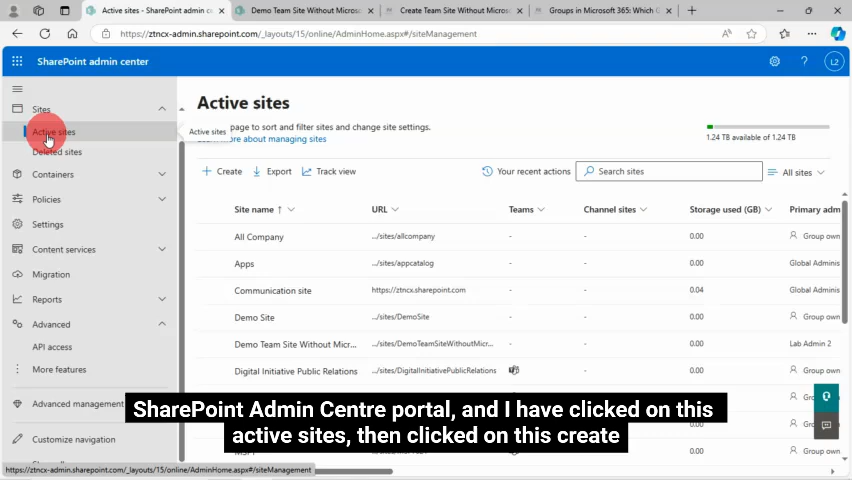 Active sites - SharePoint admin c
Demo Team Site Without Microso
Create Team Site Without Microso
Groups in Microsoft 365: Which G
https://ztncx-admin.sharepoint.com/_layouts/15/online/AdminHome.aspx#/siteManagement
SharePoint admin center
L2
Sites
Active sites
Deleted sites
Containers
Policies
Settings
Content services
Migration
Reports
Advanced
API access
More features
Advanced management
Customize navigation
Active sites
Active sites
page to sort and filter sites and change site settings.
more about managing sites
1.24 TB available of 1.24 TB
Create
Export
Track view
Your recent actions
Search sites
All sites
Site name URL Teams Channel sites Storage used (GB) Primary adm
All Company .../sites/allcompany - - 0.00 Group own
Apps .../sites/appcatalog - - 0.00 Global Adminis
Communication site https://ztncx.sharepoint.com - - 0.04 Global Adminis
Demo Site .../sites/DemoSite - - 0.00 Group own
Demo Team Site Without Micr... .../sites/DemoTeamSiteWithoutMicr... - - 0.00 Lab Admin 2
Digital Initiative Public Relations .../sites/DigitalInitiativePublicRelations - 0.00 Group own
SharePoint Admin Centre portal, and I have clicked on this
active sites, then clicked on this create
https://ztncx-admin.sharepoint.com/_layouts/15/online/AdminHome.aspx#/siteManagement